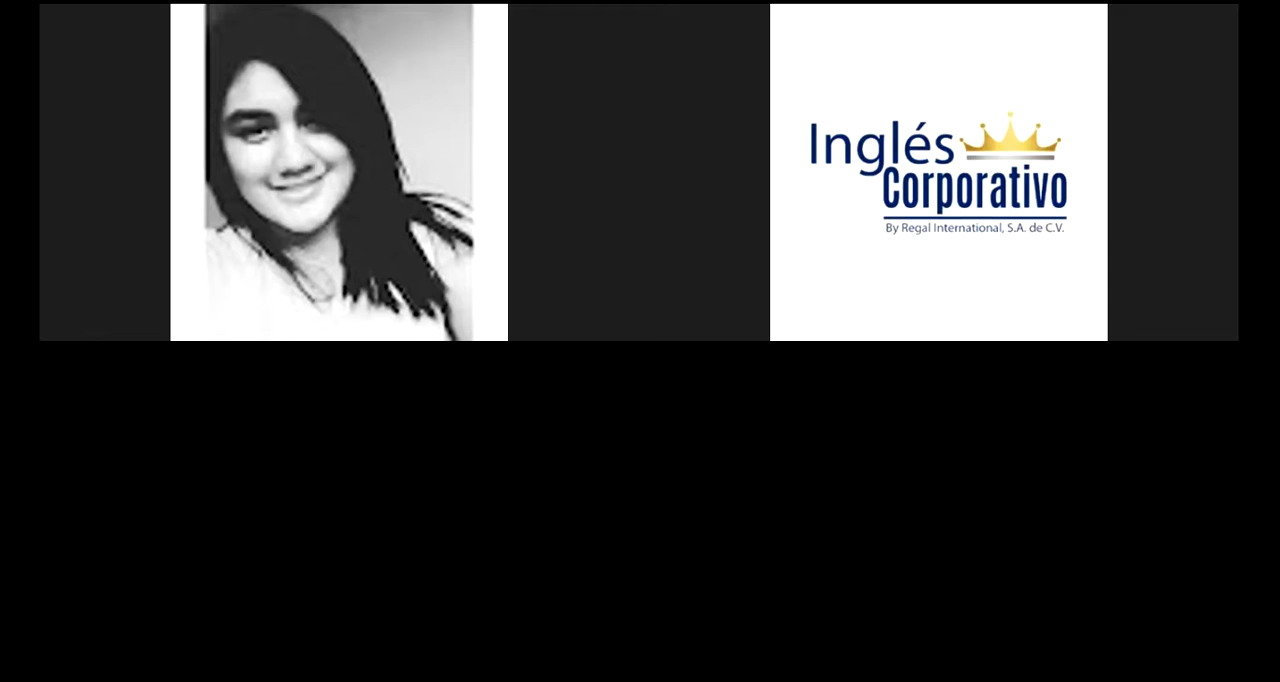 Inglés
Corporativo
By Regal International, S.A. de C.V.